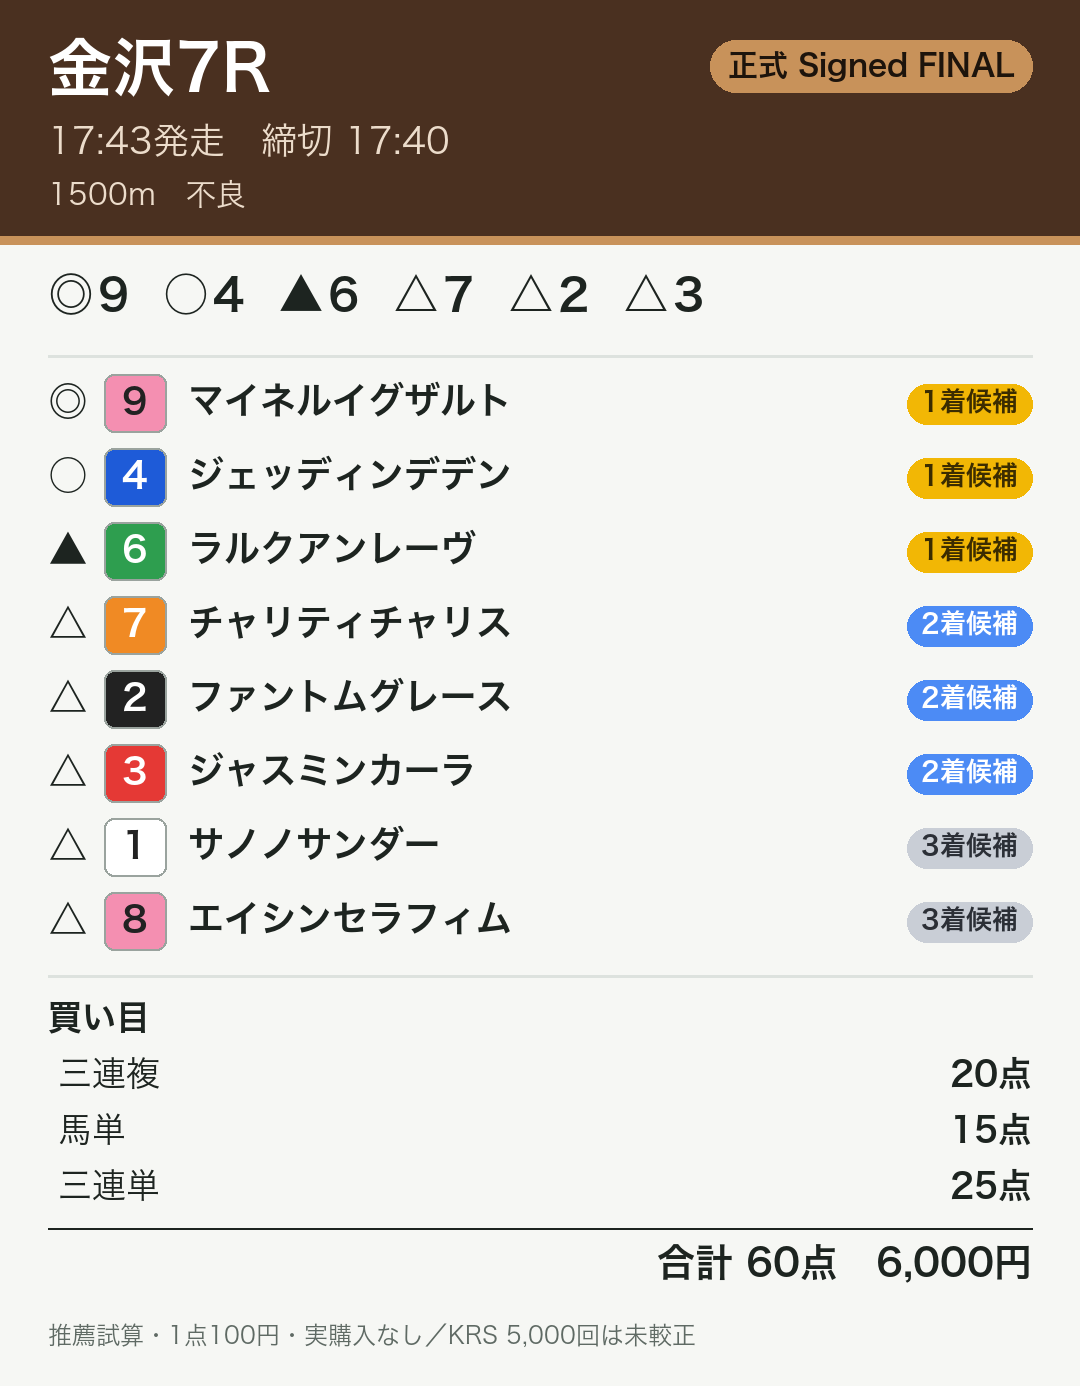 金沢7R
正式 Signed FINAL
17:43発走　締切 17:40
1500m　不良
◎9 ○4 ▲6 △7 △2 △3
◎ 9 マイネルイグザルト 1着候補
○ 4 ジェッディンデデン 1着候補
▲ 6 ラルクアンレーヴ 1着候補
△ 7 チャリティチャリス 2着候補
△ 2 ファントムグレース 2着候補
△ 3 ジャスミンカーラ 2着候補
△ 1 サノノサンダー 3着候補
△ 8 エイシンセラフィム 3着候補
買い目
三連複 20点
馬単 15点
三連単 25点
合計 60点　6,000円
推薦試算・1点100円・実購入なし／KRS 5,000回は未較正